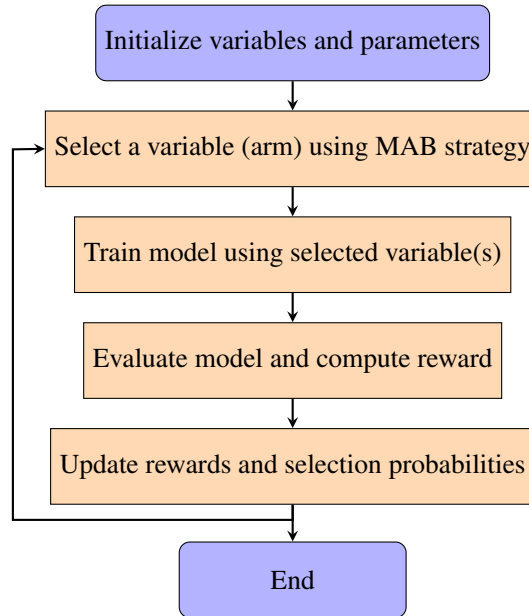 Initialize variables and parameters
Select a variable (arm) using MAB strategy
Train model using selected variable(s)
Evaluate model and compute reward
Update rewards and selection probabilities
End